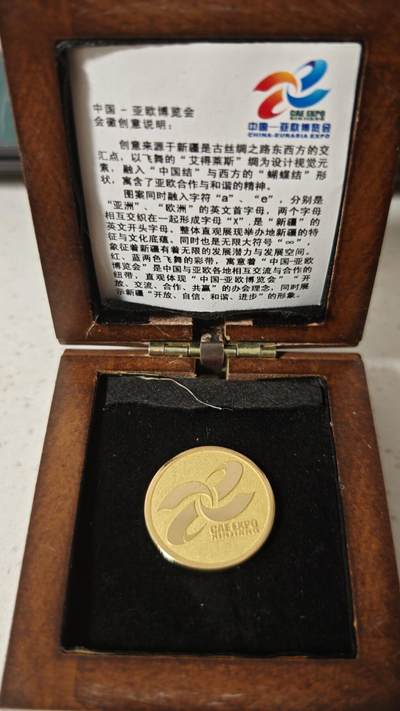 CAE EXPO
中国－亚欧博览会
CHINA-EURASIA EXPO
中国－亚欧博览会
会徽创意说明：
创意来源于新疆是古丝绸之路东西方的交
汇点，以飞舞的“艾得莱斯”绸为设计视觉元
素，融入“中国结”与西方的“蝴蝶结”形
状，寓含了亚欧合作与和谐的精神。
图案同时融入字符“a”、“e”，分别是
“亚洲”、“欧洲”的英文首字母，两个字母
相互交织在一起形成字母“X”，是“新疆”的
英文开头字母，整体直观展现举办地新疆的特
征与文化底蕴，同时也是无限大符号“∞”，
象征着新疆有着无限的发展潜力与发展空间。
红、蓝两色飞舞的彩带，寓意着“中国-亚欧
博览会”是中国与亚欧各地相互交流与合作的
纽带，直观体现“中国-亚欧博览会”“开
放、交流、合作、共赢”的办会理念，同时展
示新疆“开放、自信、和谐、进步”的形象。
CAE EXPO
XINJIANG